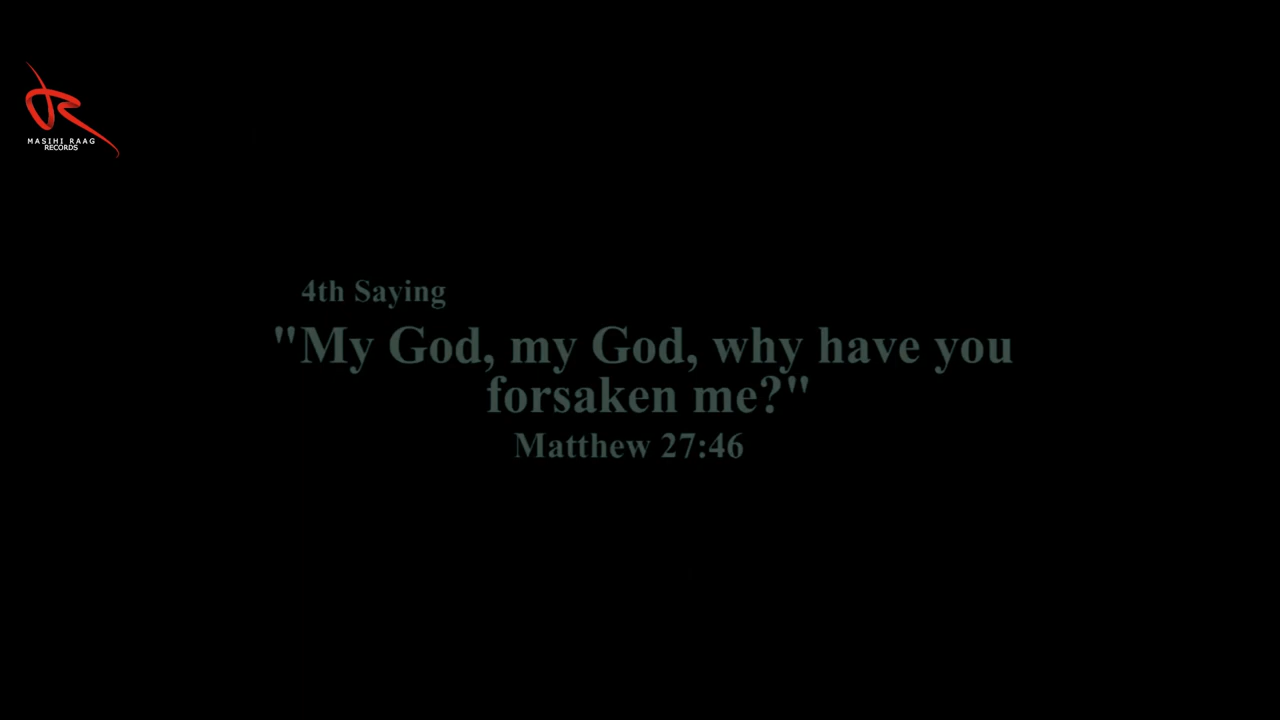 MASIHI RAAG
RECORDS
4th Saying
"My God, my God, why have you
forsaken me?"
Matthew 27:46